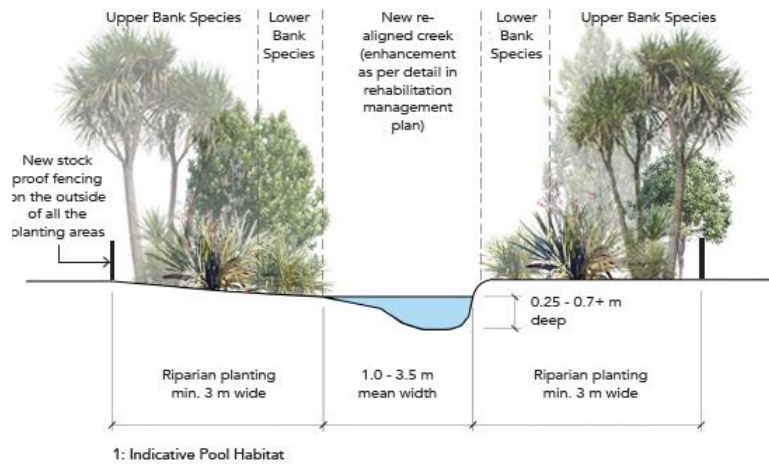 Upper Bank Species
Lower
Bank
Species
New re-
aligned creek
(enhancement
as per detail in
rehabilitation
management
plan)
Lower
Bank
Species
Upper Bank Species
New stock
proof fencing
on the outside
of all the
planting areas
0.25 - 0.7+ m
deep
Riparian planting
min. 3 m wide
1.0 - 3.5 m
mean width
Riparian planting
min. 3 m wide
1: Indicative Pool Habitat